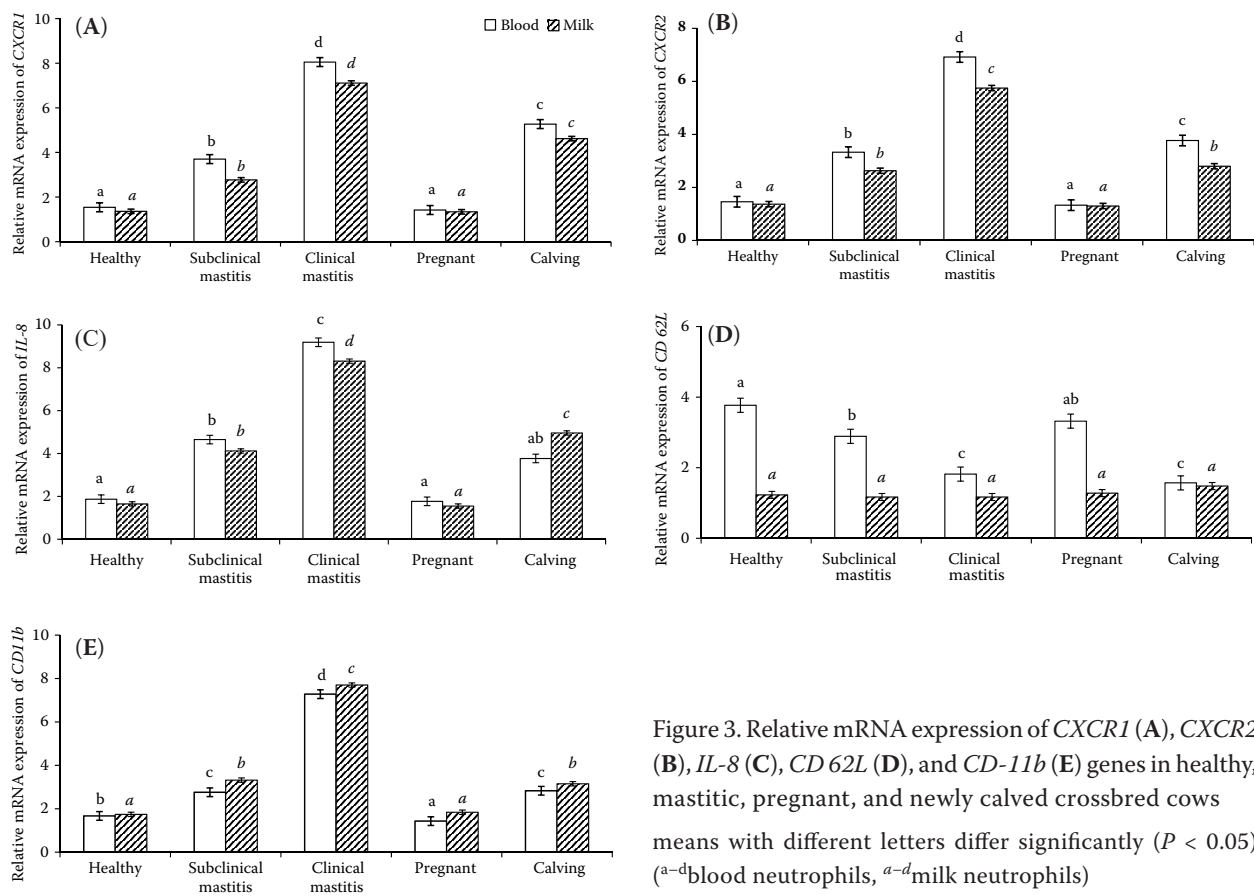 (A)
Blood Milk
Relative mRNA expression of CXCR1
10
8
6
4
2
0
a a b b d d a a c c
Healthy Subclinical mastitis Clinical mastitis Pregnant Calving
(B)
Relative mRNA expression of CXCR2
8
6
4
2
0
a a b b d c a a c b
Healthy Subclinical mastitis Clinical mastitis Pregnant Calving
(C)
Relative mRNA expression of IL-8
10
8
6
4
2
0
a a b b c d a a ab c
Healthy Subclinical mastitis Clinical mastitis Pregnant Calving
(D)
Relative mRNA expression of CD 62L
6
4
2
0
a a b a c a ab a c a
Healthy Subclinical mastitis Clinical mastitis Pregnant Calving
(E)
Relative mRNA expression of CD11b
10
8
6
4
2
0
b a c b d c a a c b
Healthy Subclinical mastitis Clinical mastitis Pregnant Calving
Figure 3. Relative mRNA expression of CXCR1 (A), CXCR2
(B), IL-8 (C), CD 62L (D), and CD-11b (E) genes in healthy,
mastitic, pregnant, and newly calved crossbred cows
means with different letters differ significantly (P < 0.05)
(a–dblood neutrophils, a–dmilk neutrophils)